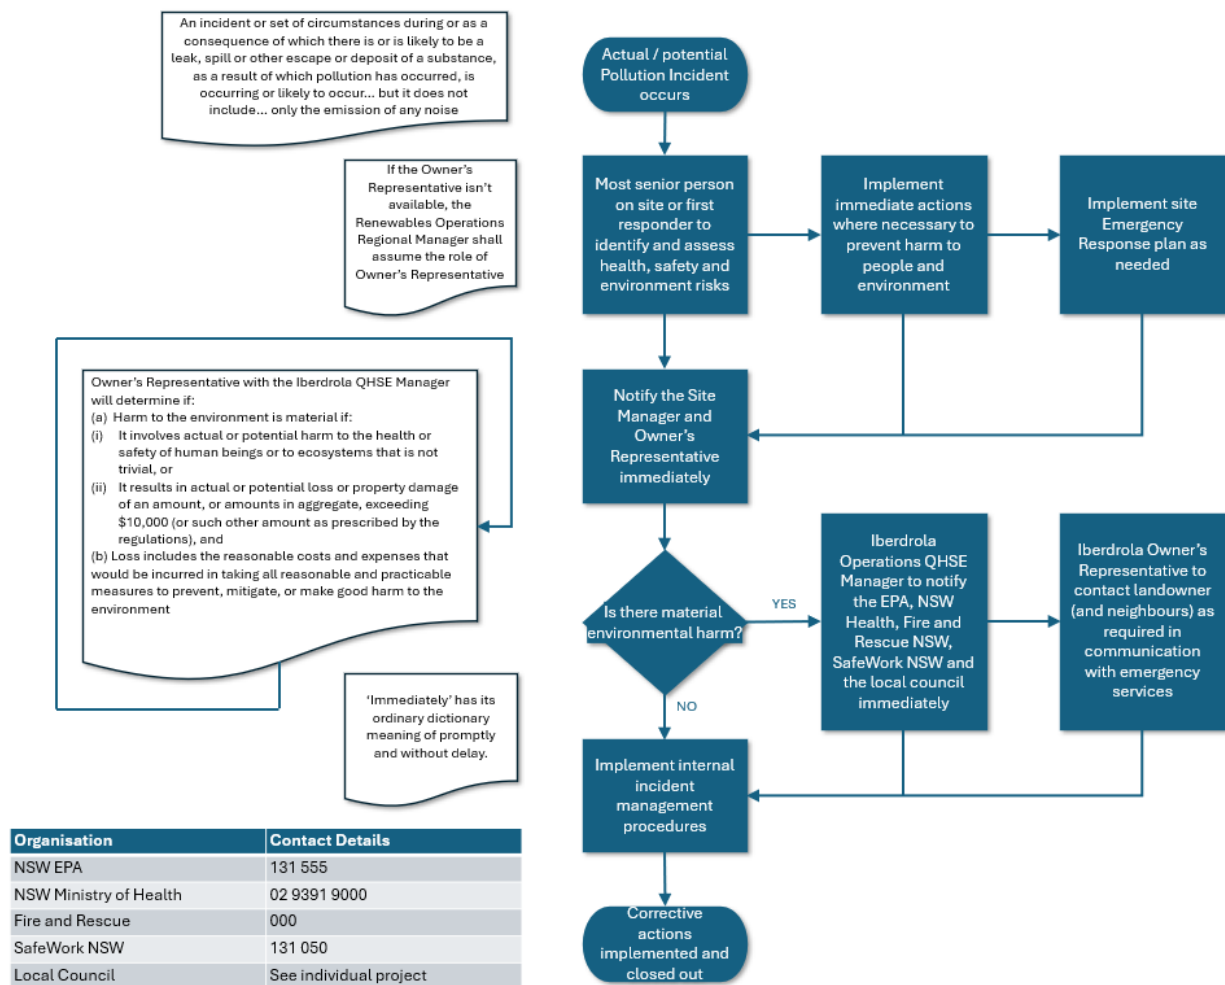 An incident or set of circumstances during or as a
consequence of which there is or is likely to be a
leak, spill or other escape or deposit of a substance,
as a result of which pollution has occurred, is
occurring or likely to occur... but it does not
include... only the emission of any noise
Actual / potential
Pollution Incident
occurs
If the Owner's
Representative isn't
available, the
Renewables Operations
Regional Manager shall
assume the role of
Owner's Representative
Most senior person
on site or first
responder to
identify and assess
health, safety and
environment risks
Implement
immediate actions
where necessary to
prevent harm to
people and
environment
Implement site
Emergency
Response plan as
needed
Owner's Representative with the Iberdrola QHSE Manager
will determine if:
(a) Harm to the environment is material if:
(i) It involves actual or potential harm to the health or
safety of human beings or to ecosystems that is not
trivial, or
(ii) It results in actual or potential loss or property damage
of an amount, or amounts in aggregate, exceeding
$10,000 (or such other amount as prescribed by the
regulations), and
(b) Loss includes the reasonable costs and expenses that
would be incurred in taking all reasonable and practicable
measures to prevent, mitigate, or make good harm to the
environment
Notify the Site
Manager and
Owner's
Representative
immediately
Is there material
environmental harm?
YES
Iberdrola
Operations QHSE
Manager to notify
the EPA, NSW
Health, Fire and
Rescue NSW,
SafeWork NSW and
the local council
immediately
Iberdrola Owner's
Representative to
contact landowner
(and neighbours) as
required in
communication
with emergency
services
NO
'Immediately' has its
ordinary dictionary
meaning of promptly
and without delay.
Implement internal
incident
management
procedures
Corrective
actions
implemented and
closed out
Organisation Contact Details
NSW EPA 131 555
NSW Ministry of Health 02 9391 9000
Fire and Rescue 000
SafeWork NSW 131 050
Local Council See individual project